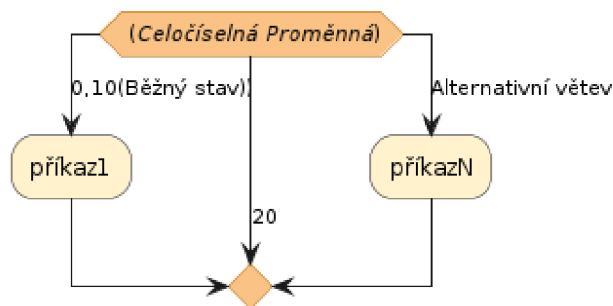 (Celočíselná Proměnná)
0,10(Běžný stav))
Alternativní větev
příkaz1
příkazN
20